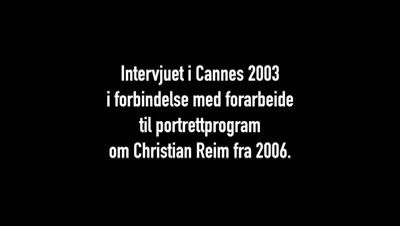 Intervjuet i Cannes 2003
i forbindelse med forarbeide
til portrettprogram
om Christian Reim fra 2006.